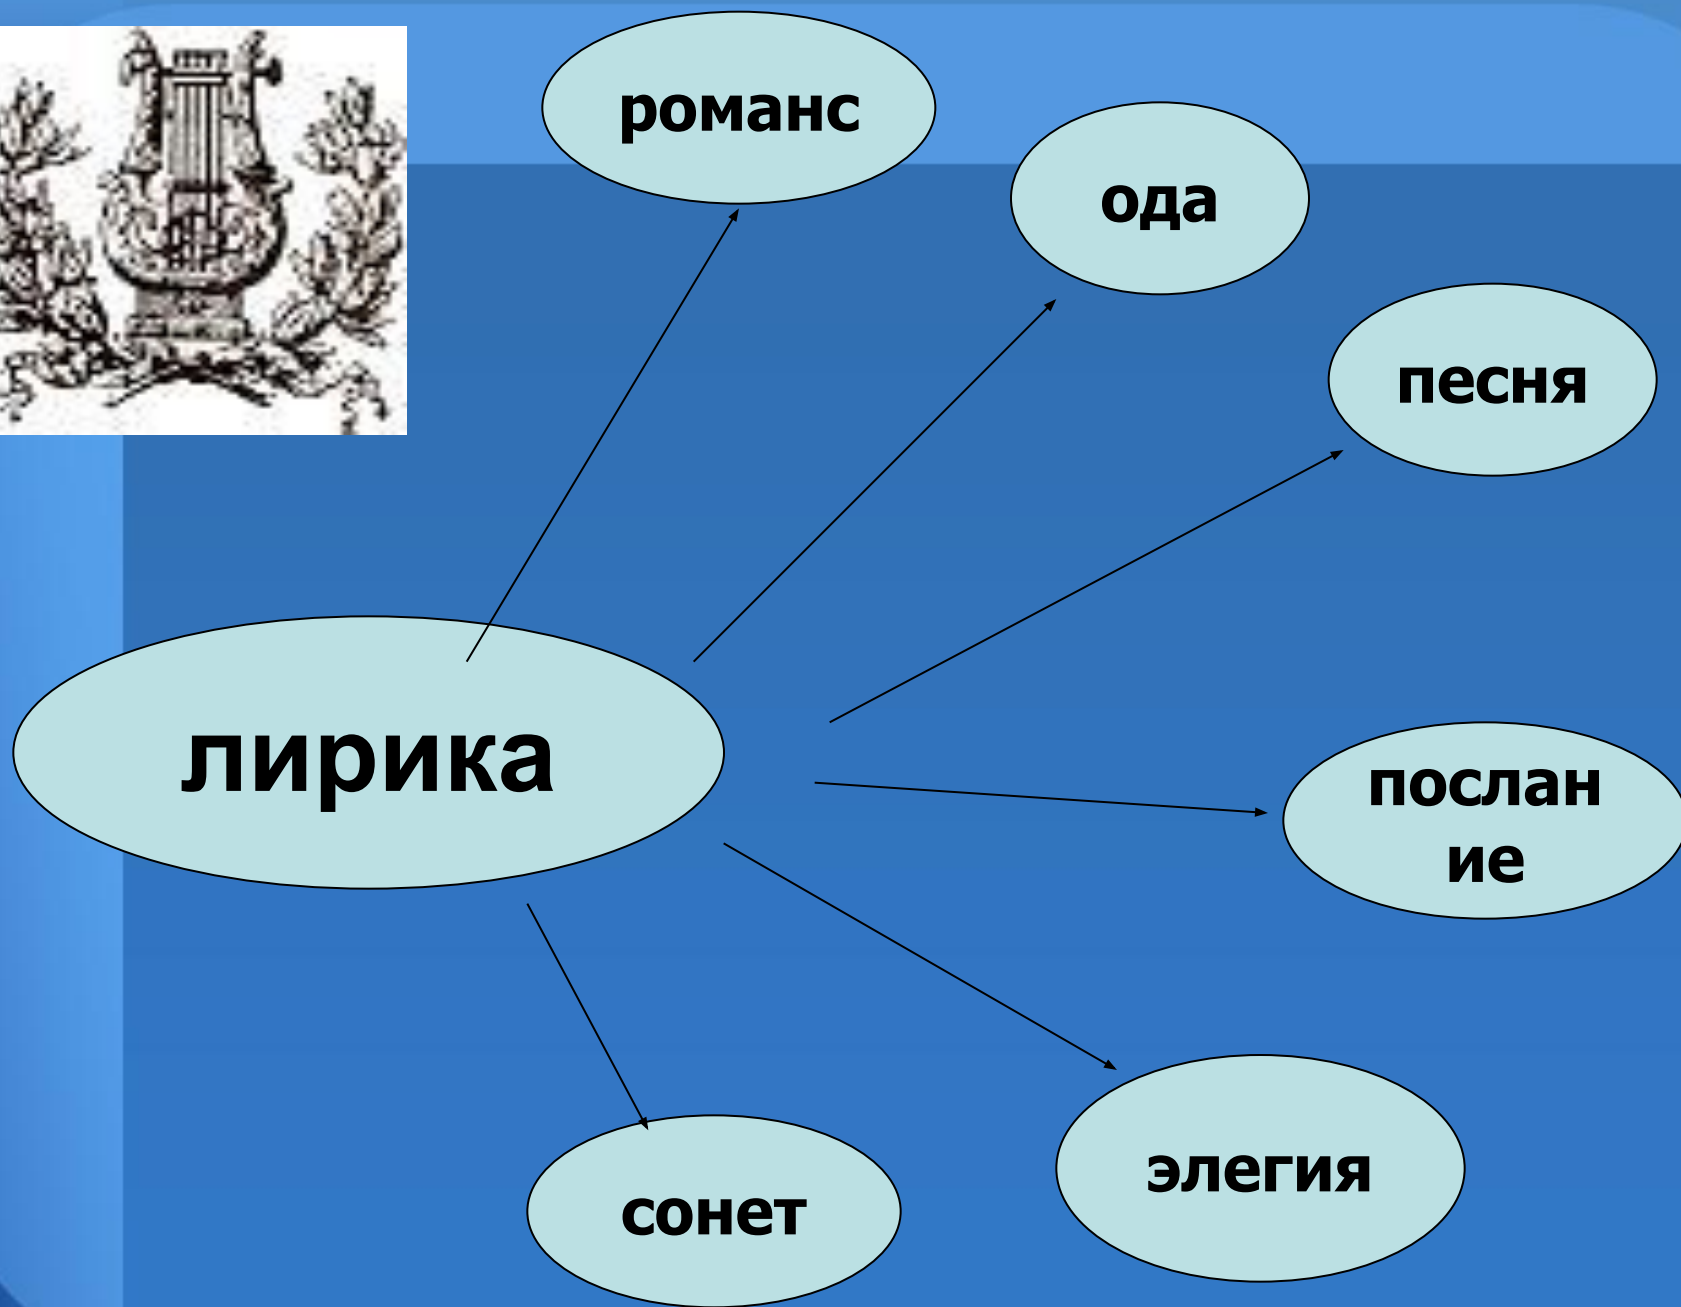 романс
ода
песня
лирика
послан
ие
элегия
сонет